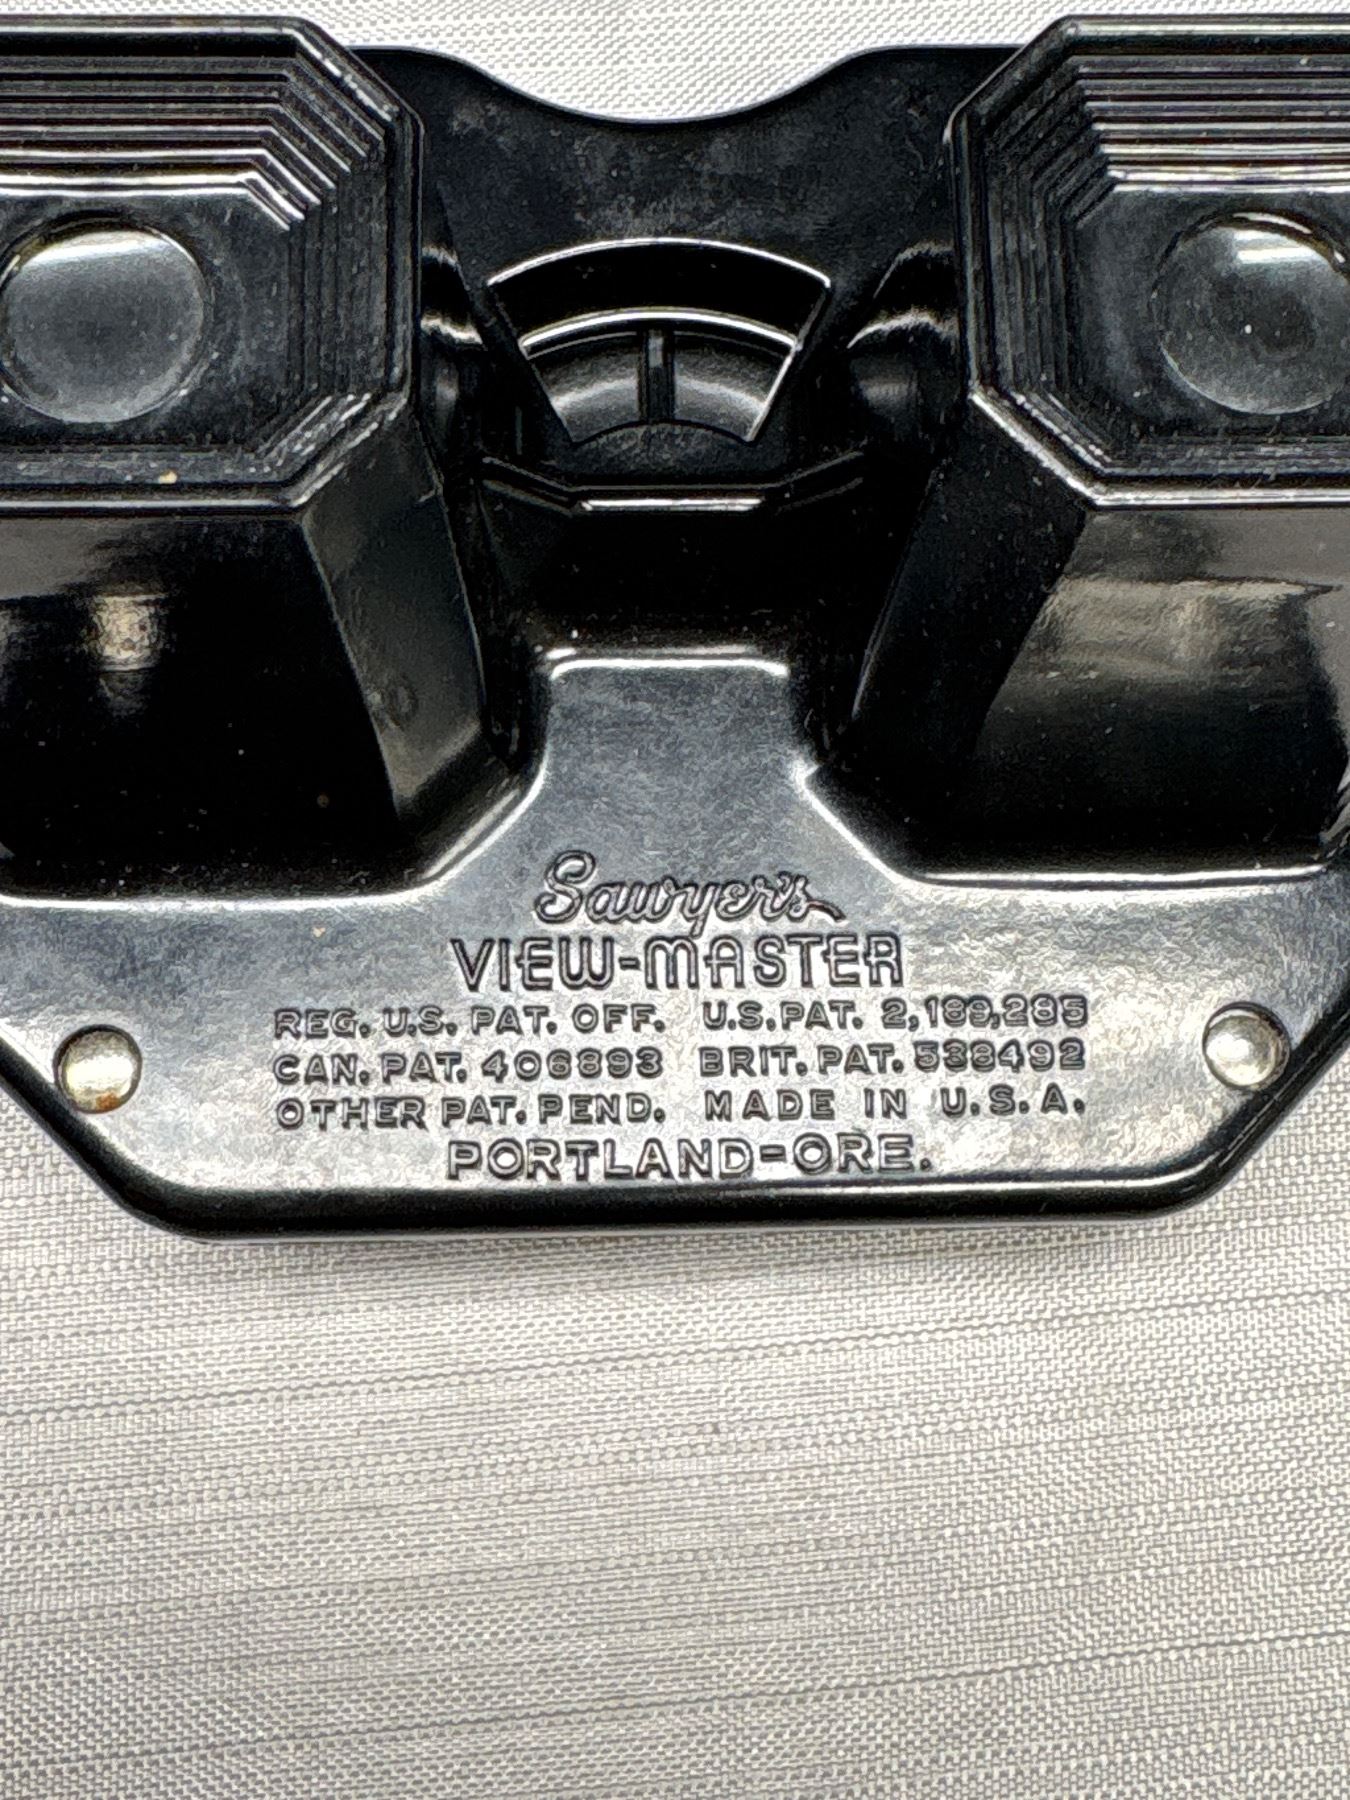 Sawyer's
VIEW-MASTER
REG. U.S. PAT. OFF. U.S. PAT. 2,189,285
CAN. PAT. 406893 BRIT. PAT. 538492
OTHER PAT. PEND. MADE IN U.S.A.
PORTLAND-ORE.